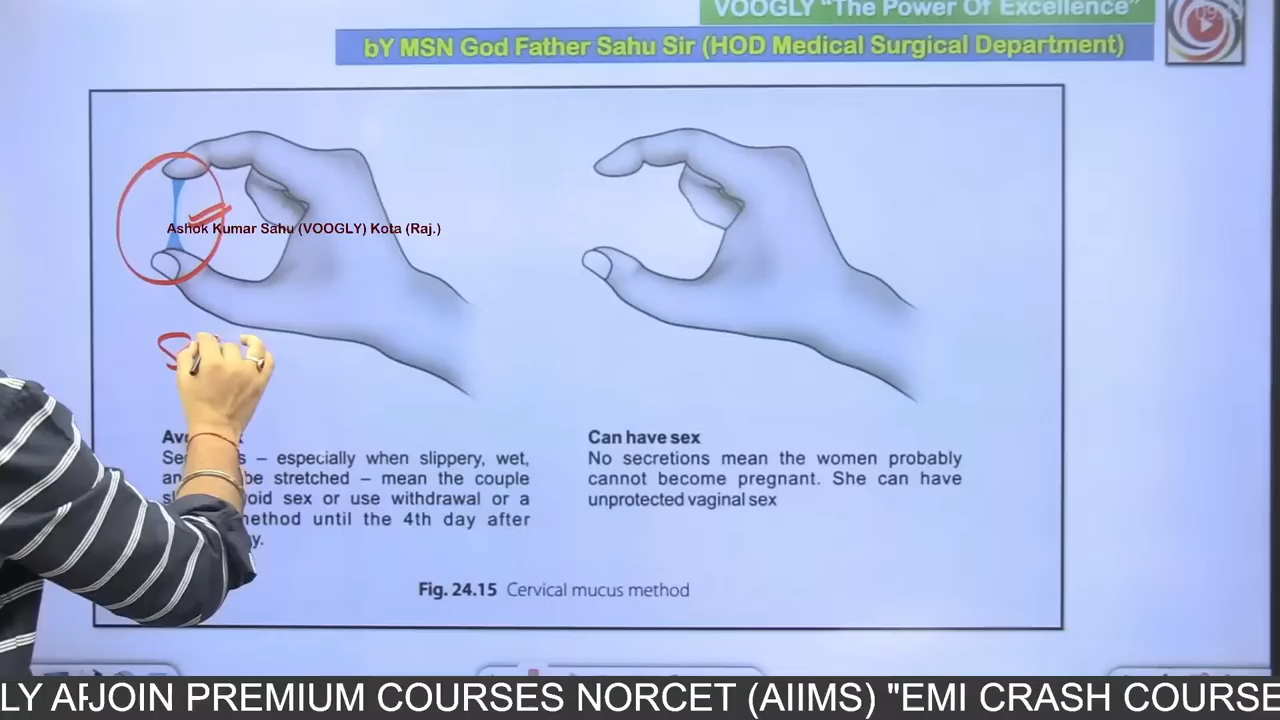 VOOGLY "The Power Of Excellence"
bY MSN God Father Sahu Sir (HOD Medical Surgical Department)
Ashok Kumar Sahu (VOOGLY) Kota (Raj.)
– especially when slippery, wet,
be stretched – mean the couple
sex or use withdrawal or a
until the 4th day after
Can have sex
No secretions mean the women probably
cannot become pregnant. She can have
unprotected vaginal sex
Fig. 24.15 Cervical mucus method
JOIN PREMIUM COURSES NORCET (AIIMS) "EMI CRASH COURSE